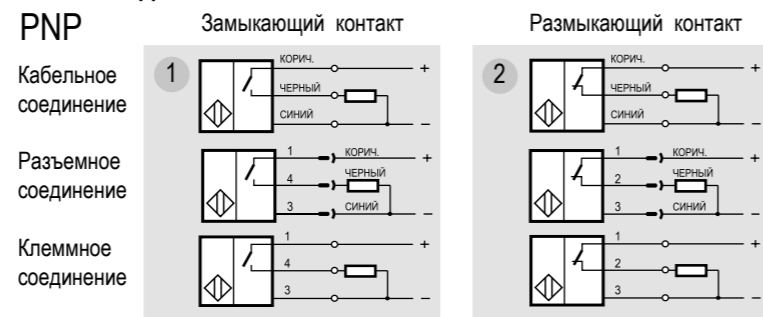 PNP
Замыкающий контакт
Размыкающий контакт
Кабельное
соединение
1
КОРИЧ.
+
ЧЕРНЫЙ
СИНИЙ
–
2
КОРИЧ.
+
ЧЕРНЫЙ
СИНИЙ
–
Разъемное
соединение
1
КОРИЧ.
+
4
ЧЕРНЫЙ
3
СИНИЙ
–
1
КОРИЧ.
+
2
ЧЕРНЫЙ
3
СИНИЙ
–
Клеммное
соединение
1
+
4
3
–
1
+
2
3
–